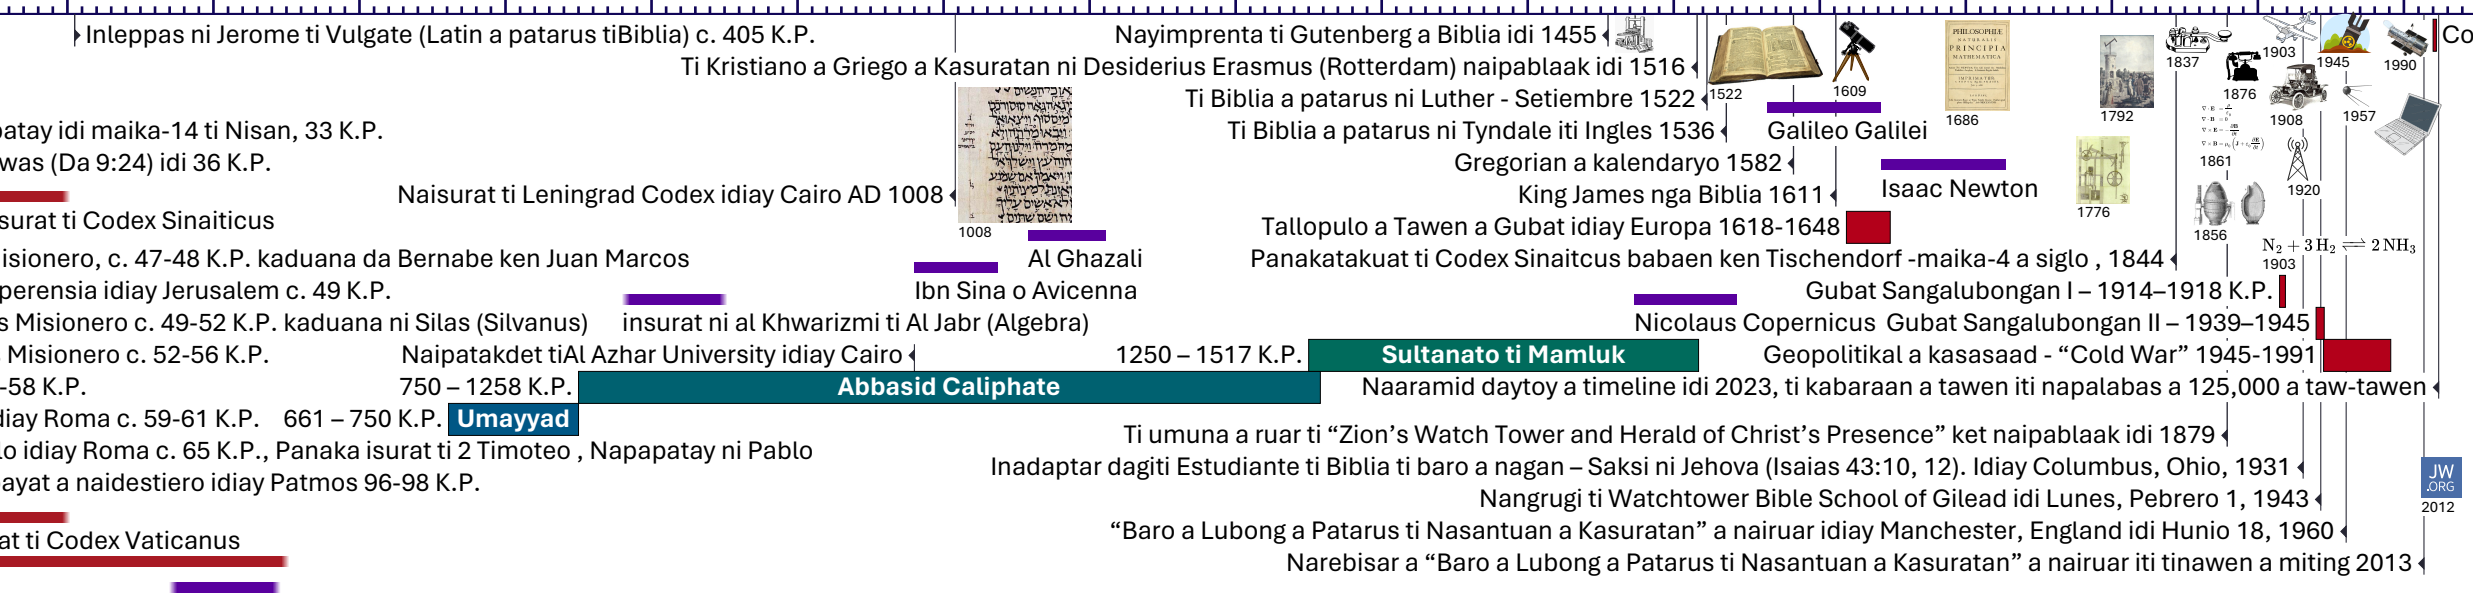 Inleppas ni Jerome ti Vulgate (Latin a patarus tiBiblia) c. 405 K.P.
Nayimprenta ti Gutenberg a Biblia idi 1455
Co
Ti Kristiano a Griego a Kasuratan ni Desiderius Erasmus (Rotterdam) naipablaak idi 1516
Ti Biblia a patarus ni Luther - Setiembre 1522
1522
1609
PHILOSOPHIÆ
NATURALIS
PRINCIPIA
MATHEMATICA
1686
1792
1837
1876
1903
1945
1990
1908
1957
patay idi maika-14 ti Nisan, 33 K.P.
Ti Biblia a patarus ni Tyndale iti Ingles 1536
Galileo Galilei
was (Da 9:24) idi 36 K.P.
Gregorian a kalendaryo 1582
1861
1920
Naisurat ti Leningrad Codex idiay Cairo AD 1008
King James nga Biblia 1611
Isaac Newton
1776
surat ti Codex Sinaiticus
1008
Tallopulo a Tawen a Gubat idiay Europa 1618-1648
1856
N₂ + 3 H₂ ⇌ 2 NH₃
1903
isionero, c. 47-48 K.P. kaduana da Bernabe ken Juan Marcos
Al Ghazali
Panakatakuat ti Codex Sinaitcus babaen ken Tischendorf -maika-4 a siglo , 1844
perensia idiay Jerusalem c. 49 K.P.
Ibn Sina o Avicenna
Gubat Sangalubongan I – 1914–1918 K.P.
s Misionero c. 49-52 K.P. kaduana ni Silas (Silvanus)
insurat ni al Khwarizmi ti Al Jabr (Algebra)
Nicolaus Copernicus
Gubat Sangalubongan II – 1939–1945
Misionero c. 52-56 K.P.
Naipatakdet tiAl Azhar University idiay Cairo
1250 – 1517 K.P.
Sultanato ti Mamluk
Geopolitikal a kasasaad - “Cold War” 1945-1991
-58 K.P.
750 – 1258 K.P.
Abbasid Caliphate
Naaramid daytoy a timeline idi 2023, ti kabaraan a tawen iti napalabas a 125,000 a taw-tawen
diay Roma c. 59-61 K.P.
661 – 750 K.P.
Umayyad
Ti umuna a ruar ti “Zion’s Watch Tower and Herald of Christ’s Presence” ket naipablaak idi 1879
lo idiay Roma c. 65 K.P., Panaka isurat ti 2 Timoteo , Napapatay ni Pablo
Inadaptar dagiti Estudiante ti Biblia ti baro a nagan – Saksi ni Jehova (Isaias 43:10, 12). Idiay Columbus, Ohio, 1931
JW
.ORG
2012
ayat a naidestiero idiay Patmos 96-98 K.P.
Nangrugi ti Watchtower Bible School of Gilead idi Lunes, Pebrero 1, 1943
at ti Codex Vaticanus
“Baro a Lubong a Patarus ti Nasantuan a Kasuratan” a nairuar idiay Manchester, England idi Hunio 18, 1960
Narebisar a “Baro a Lubong a Patarus ti Nasantuan a Kasuratan” a nairuar iti tinawen a miting 2013